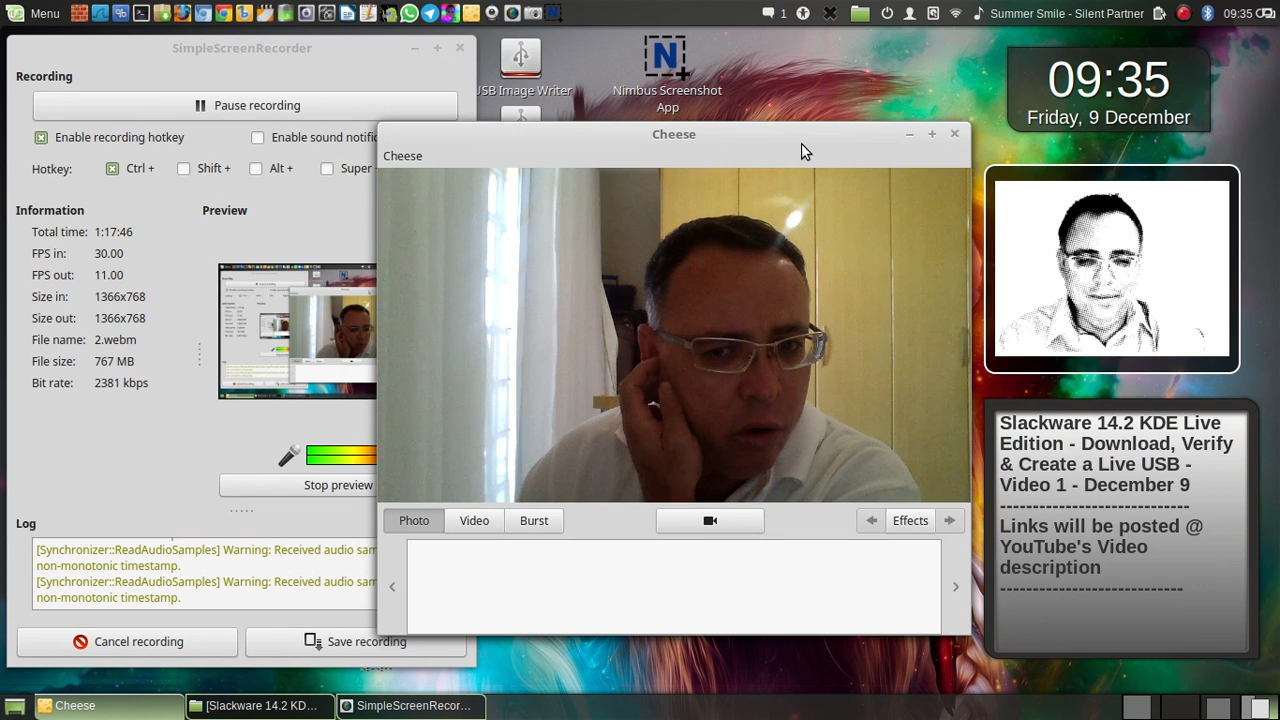 Menu
1
Summer Smile - Silent Partner
09:35
SimpleScreenRecorder
Recording
Pause recording
Enable recording hotkey
Enable sound notific
Hotkey:
Ctrl +
Shift +
Alt +
Super
Information
Preview
Total time: 1:17:46
FPS in: 30.00
FPS out: 11.00
Size in: 1366x768
Size out: 1366x768
File name: 2.webm
File size: 767 MB
Bit rate: 2381 kbps
Stop preview
Log
[Synchronizer::ReadAudioSamples] Warning: Received audio sam
non-monotonic timestamp.
[Synchronizer::ReadAudioSamples] Warning: Received audio sam
non-monotonic timestamp.
Cancel recording
Save recording
USB Image Writer
N
Nimbus Screenshot
App
Cheese
Cheese
Photo
Video
Burst
Effects
09:35
Friday, 9 December
Slackware 14.2 KDE Live
Edition - Download, Verify
& Create a Live USB -
Video 1 - December 9
----------------------------
Links will be posted @
YouTube's Video
description
----------------------------
Cheese
[Slackware 14.2 KD...
SimpleScreenRecor...